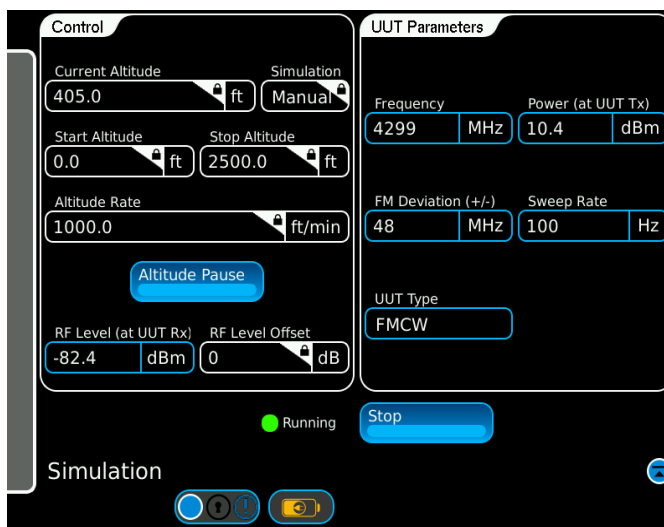 Control
Current Altitude
Simulation
405.0 ft
Manual
Start Altitude
Stop Altitude
0.0 ft
2500.0 ft
Altitude Rate
1000.0 ft/min
Altitude Pause
RF Level (at UUT Rx)
RF Level Offset
-82.4 dBm
0 dB
UUT Parameters
Frequency
Power (at UUT Tx)
4299 MHz
10.4 dBm
FM Deviation (+/-)
Sweep Rate
48 MHz
100 Hz
UUT Type
FMCW
Running
Stop
Simulation